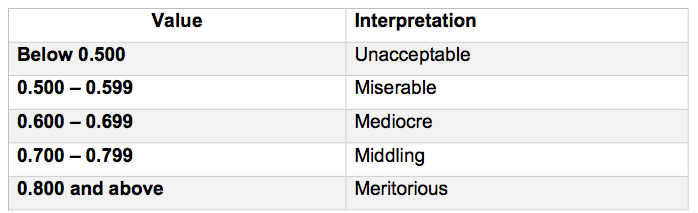 Value Interpretation
Below 0.500 Unacceptable
0.500 – 0.599 Miserable
0.600 – 0.699 Mediocre
0.700 – 0.799 Middling
0.800 and above Meritorious